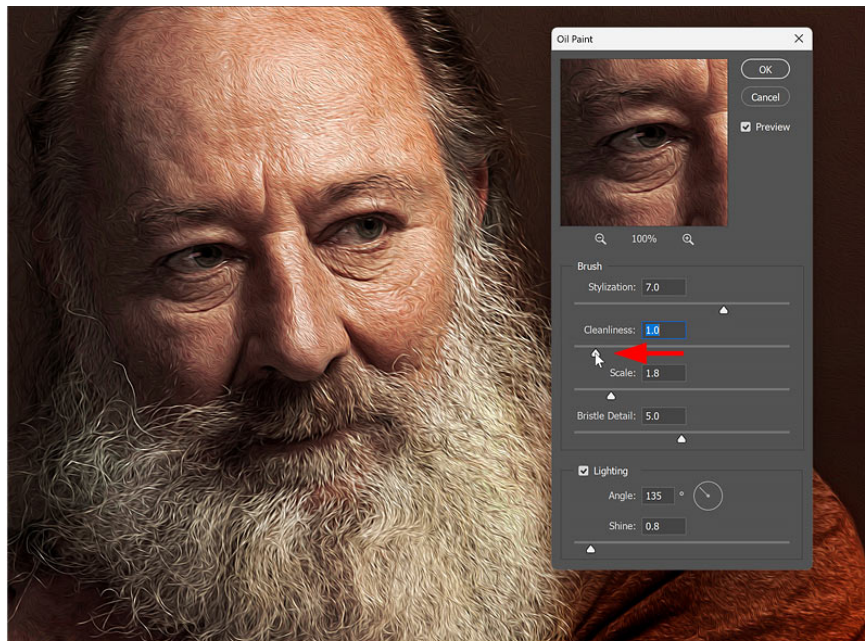 Oil Paint
OK
Cancel
Preview
100%
Brush
Stylization: 7.0
Cleanliness: 1.0
Scale: 1.8
Bristle Detail: 5.0
Lighting
Angle: 135 °
Shine: 0.8